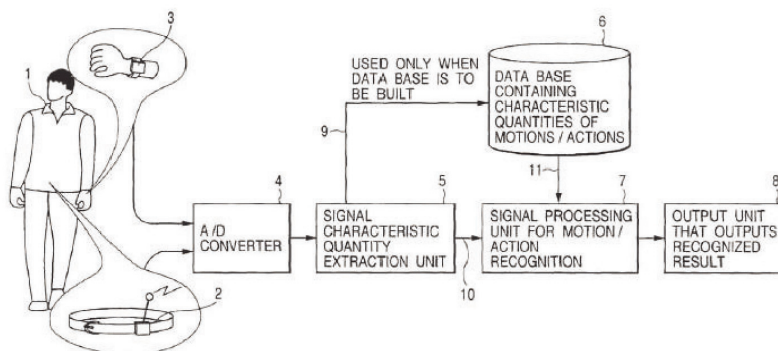 3
6
1
USED ONLY WHEN
DATA BASE IS TO
BE BUILT
DATA BASE
CONTAINING
CHARACTERISTIC
QUANTITIES OF
MOTIONS / ACTIONS
9
11
4
5
7
8
A/D
CONVERTER
SIGNAL
CHARACTERISTIC
QUANTITY
EXTRACTION UNIT
SIGNAL PROCESSING
UNIT FOR MOTION/
ACTION
RECOGNITION
OUTPUT UNIT
THAT OUTPUTS
RECOGNIZED
RESULT
10
2